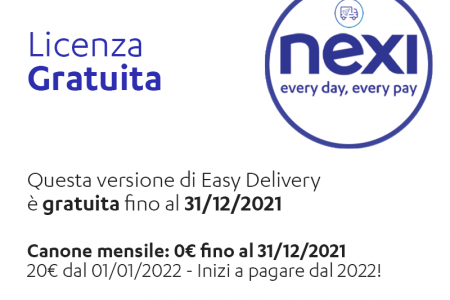 Licenza
Gratuita
nexi
every day, every pay
Questa versione di Easy Delivery
è gratuita fino al 31/12/2021
Canone mensile: 0€ fino al 31/12/2021
20€ dal 01/01/2022 - Inizi a pagare dal 2022!